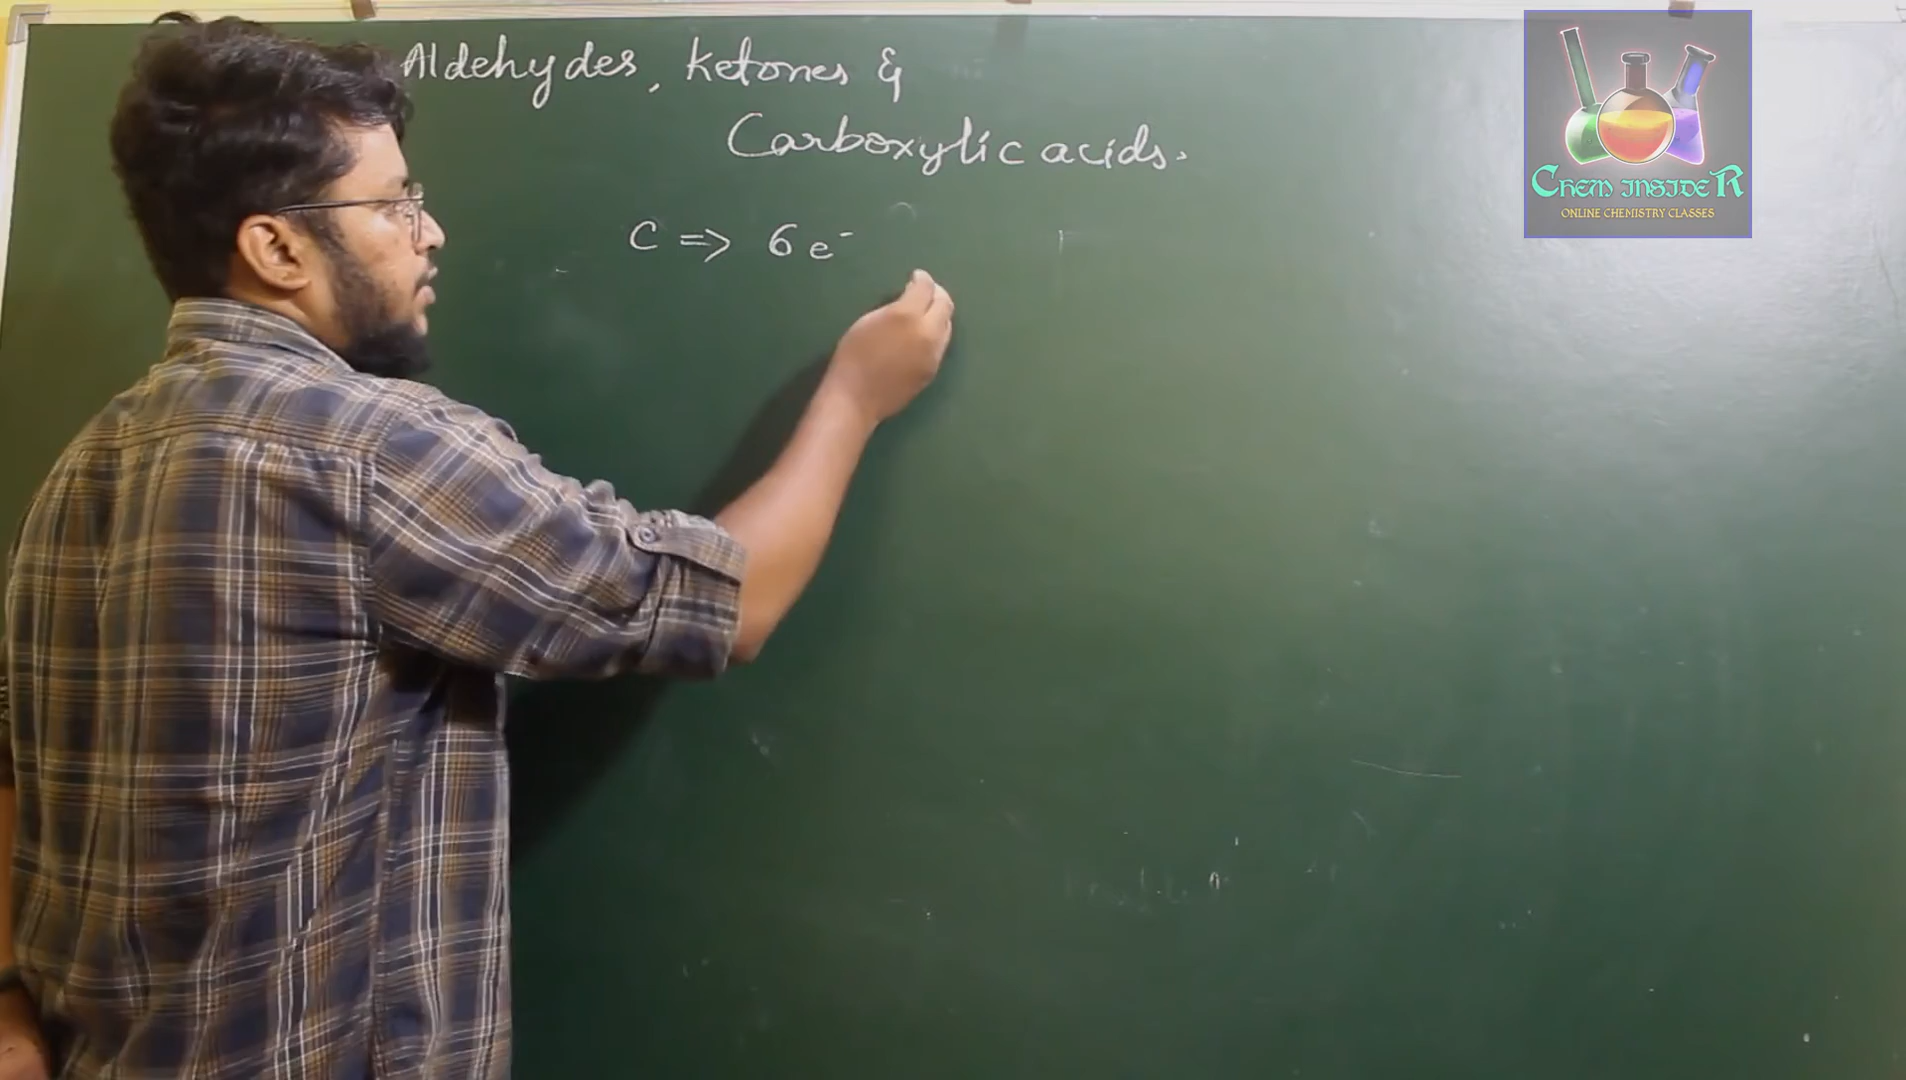 Aldehydes, Ketones &
Carboxylic acids.
C => 6 e⁻
CHEM INSIDER
ONLINE CHEMISTRY CLASSES